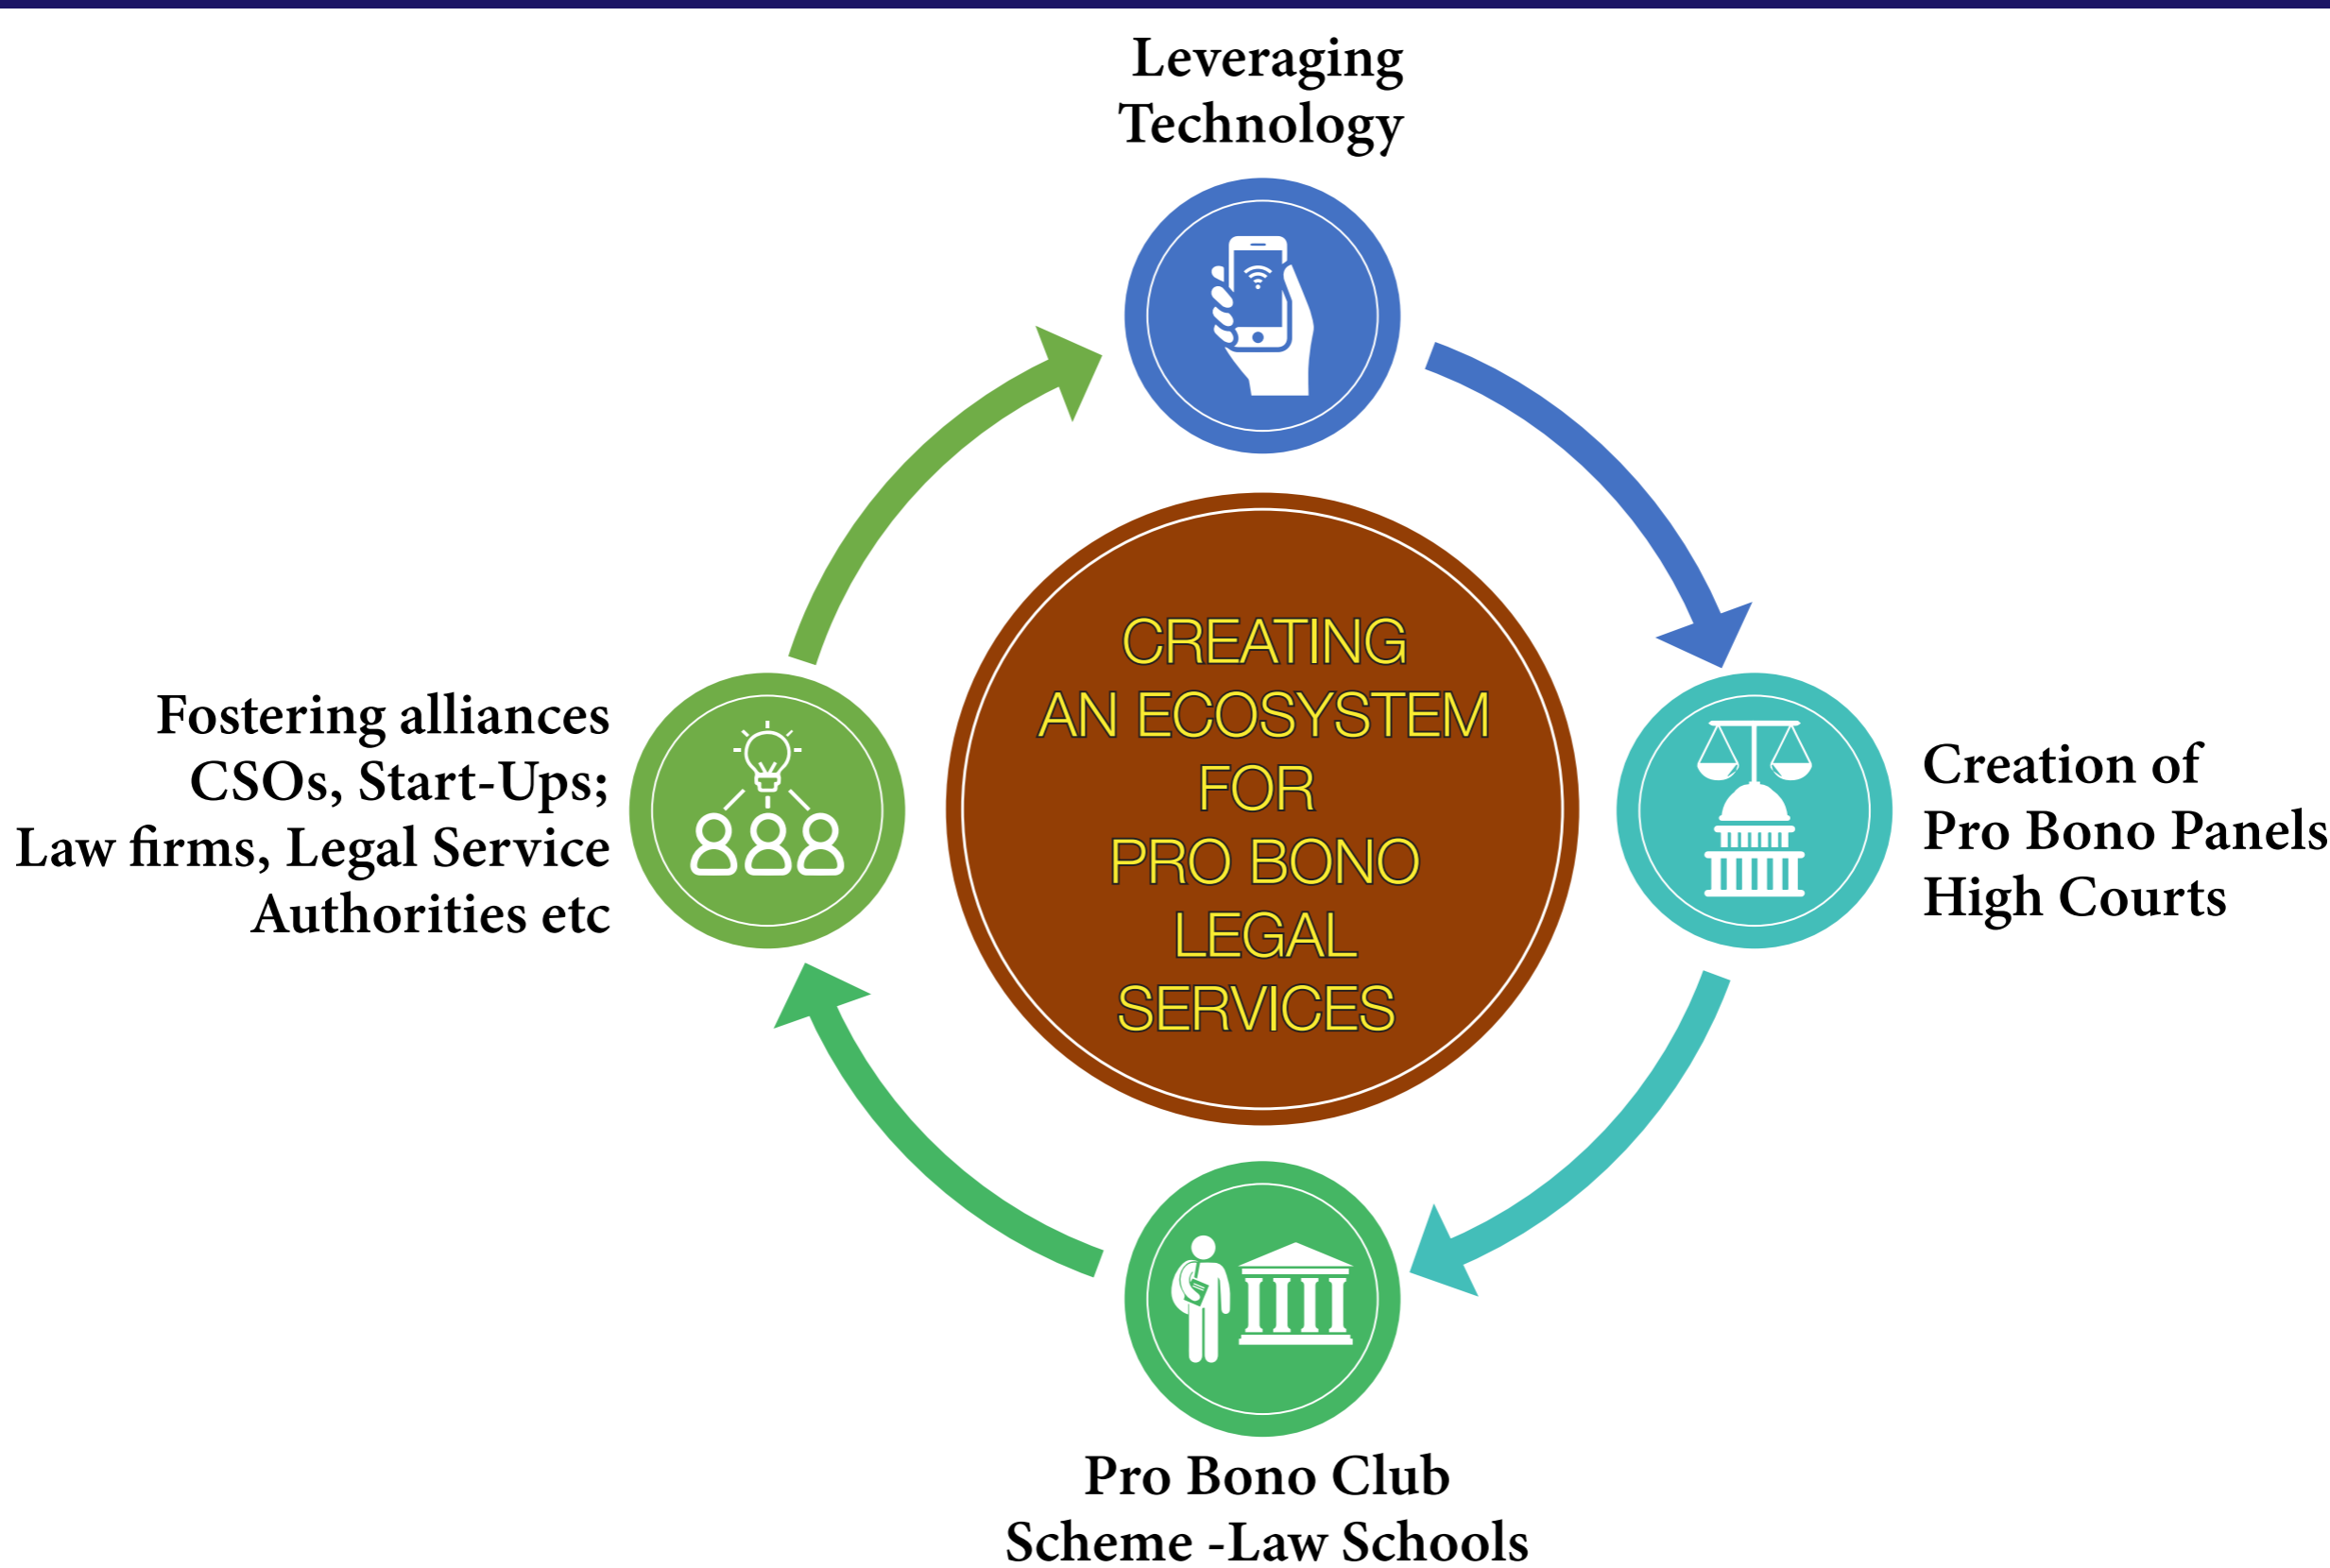 Leveraging
Technology
CREATING
AN ECOSYSTEM
FOR
PRO BONO
LEGAL
SERVICES
Fostering alliances
CSOs, Start-Ups;
Law firms, Legal Service
Authorities etc
Creation of
Pro Bono Panels
High Courts
Pro Bono Club
Scheme -Law Schools